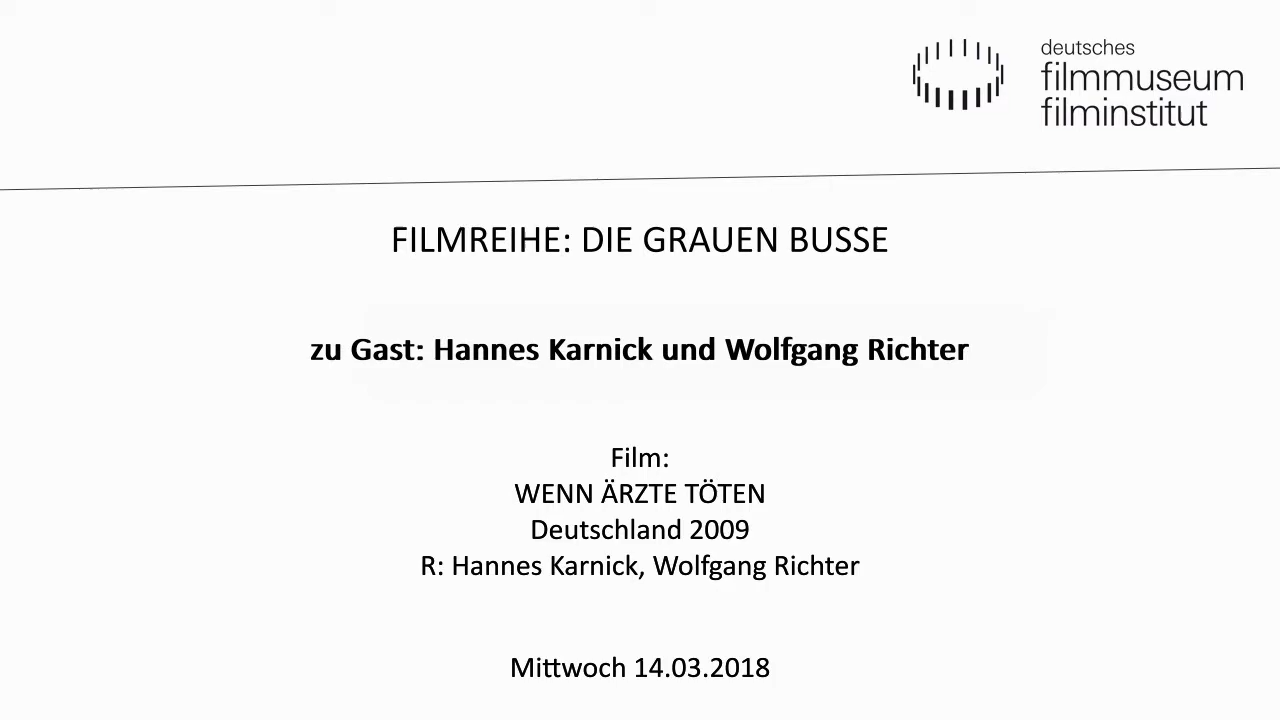 deutsches
filmmuseum
filminstitut
FILMREIHE: DIE GRAUEN BUSSE
zu Gast: Hannes Karnick und Wolfgang Richter
Film:
WENN ÄRZTE TÖTEN
Deutschland 2009
R: Hannes Karnick, Wolfgang Richter
Mittwoch 14.03.2018